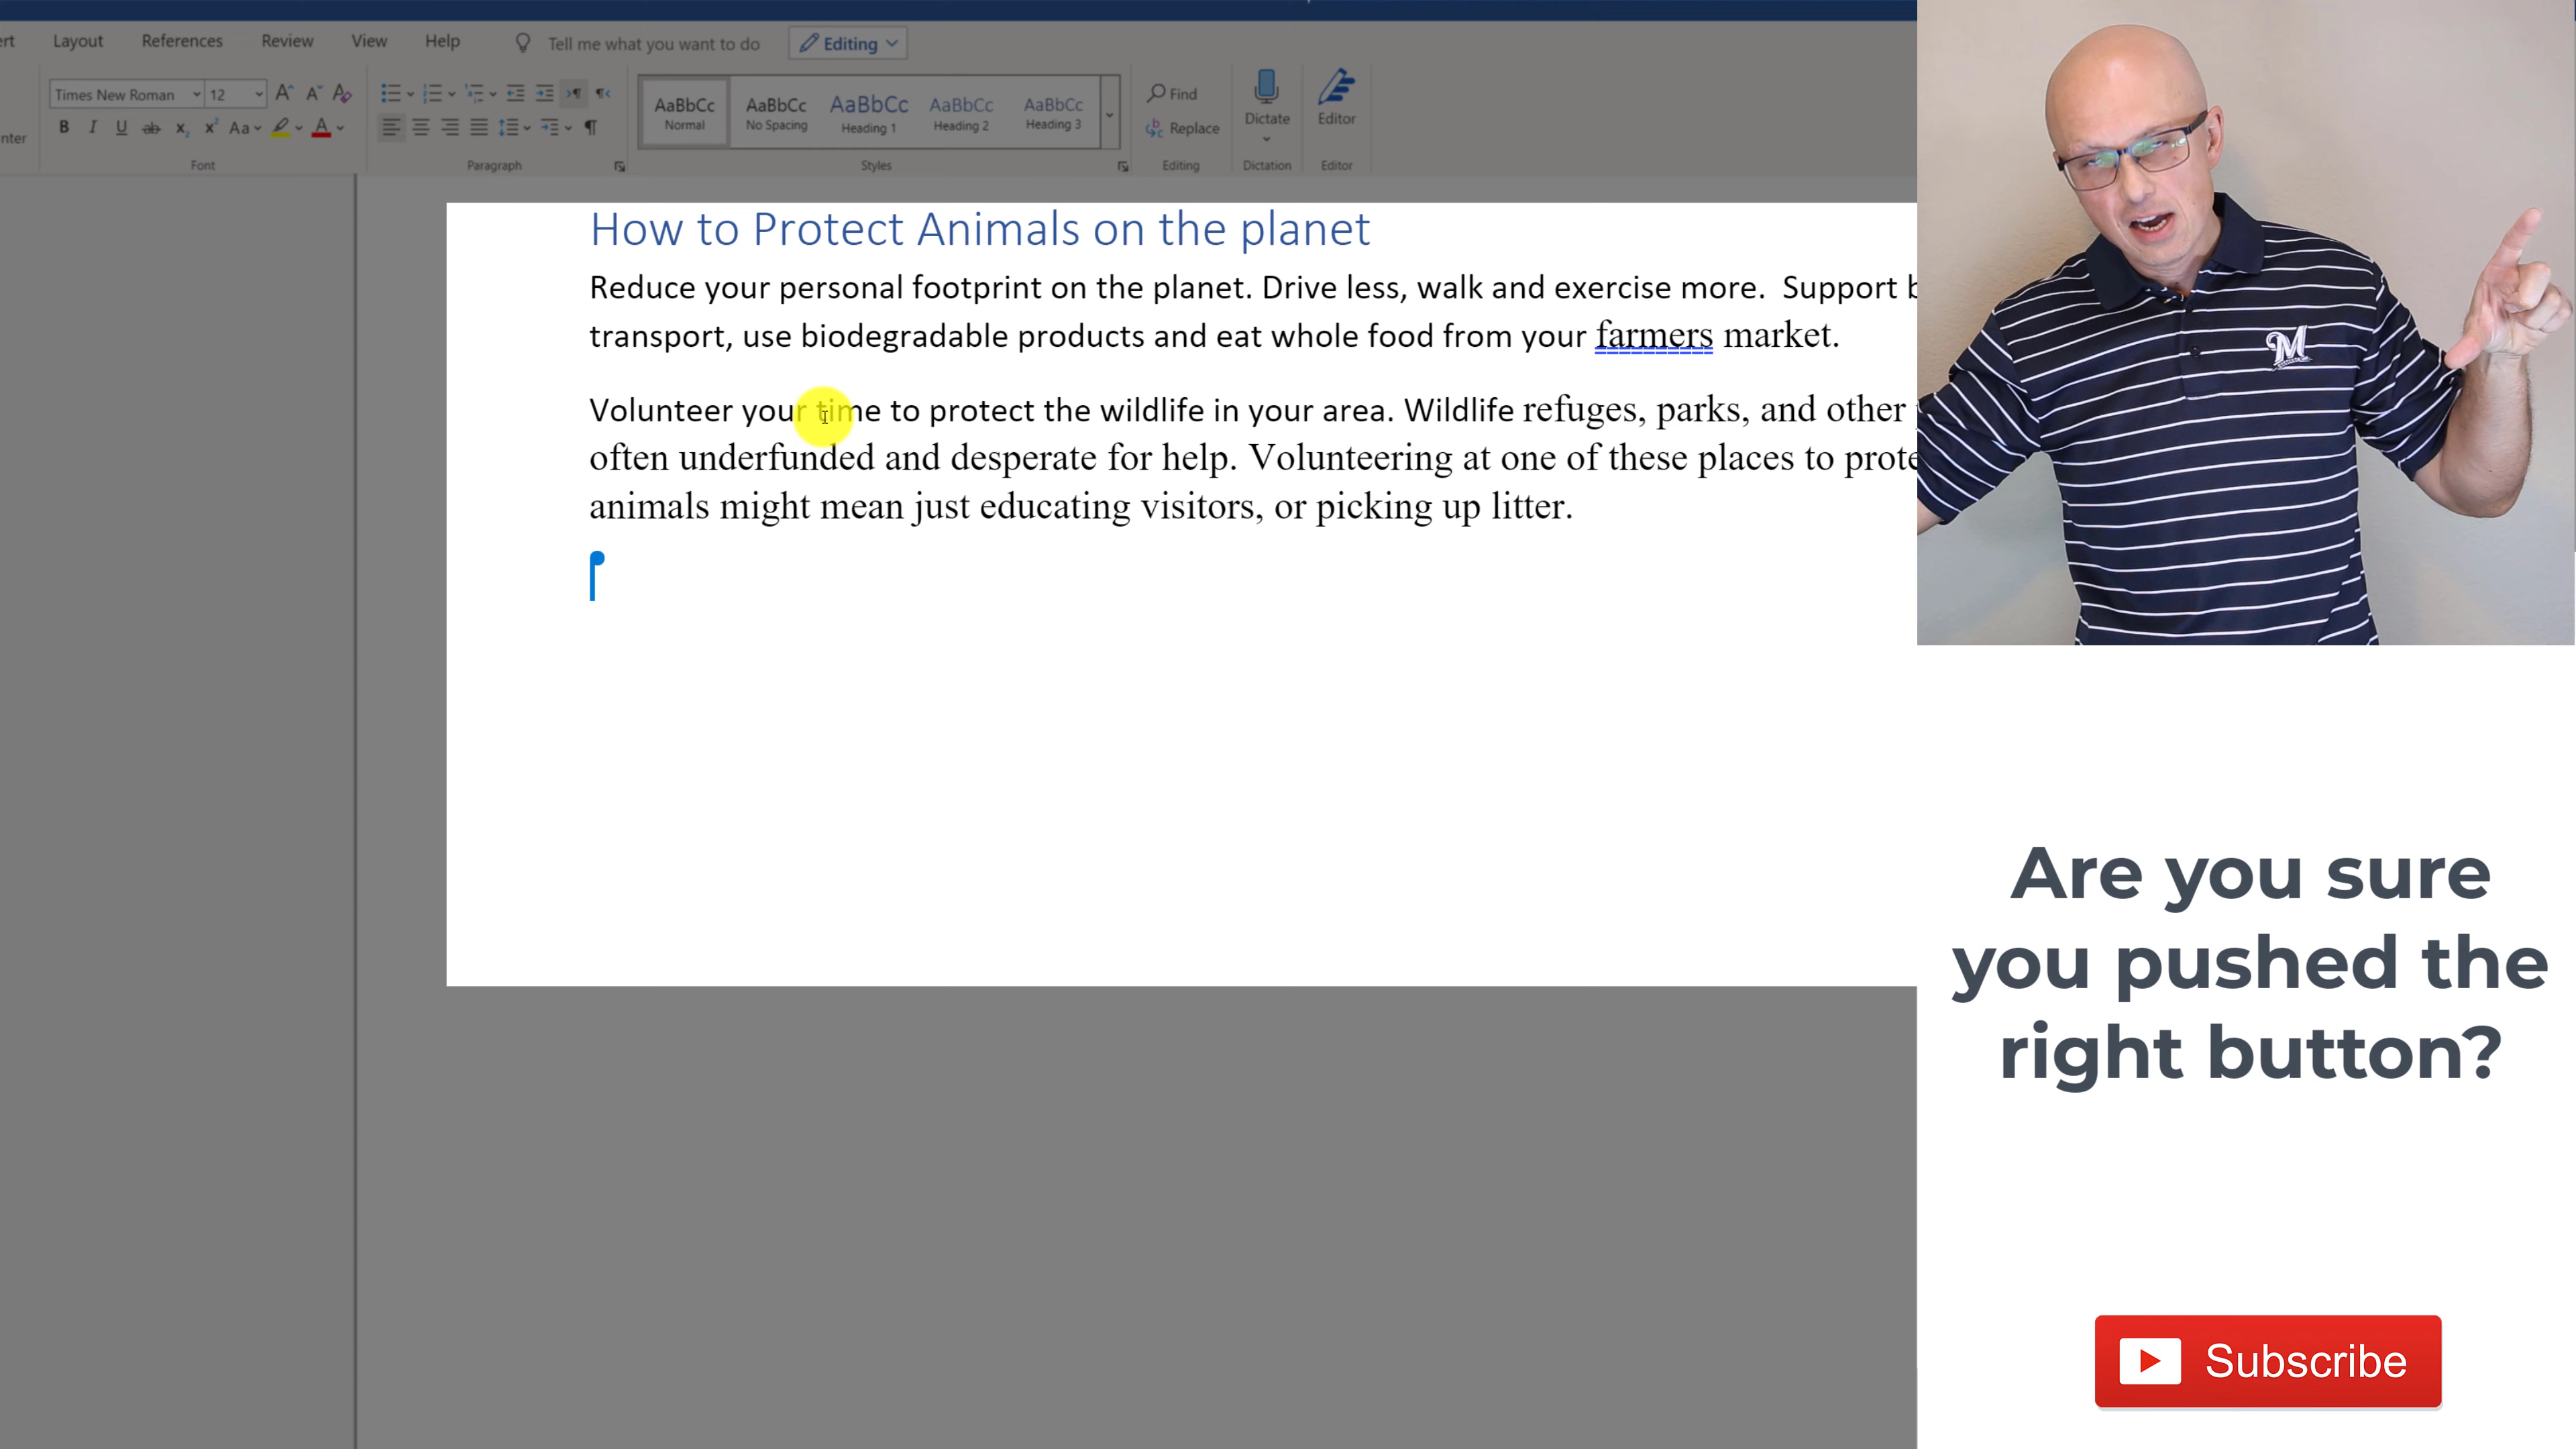 Layout References Review View Help Tell me what you want to do Editing
Times New Roman 12
AaBbCc AaBbCc AaBbCc AaBbCc AaBbCc
Normal No Spacing Heading 1 Heading 2 Heading 3
Find
Replace
Dictate
Editor
B I U ab x2 x2 Aa A
Font Paragraph Styles Editing Dictation Editor
How to Protect Animals on the planet
Reduce your personal footprint on the planet. Drive less, walk and exercise more. Support
transport, use biodegradable products and eat whole food from your farmers market.
Volunteer your time to protect the wildlife in your area. Wildlife refuges, parks, and other
often underfunded and desperate for help. Volunteering at one of these places to prote
animals might mean just educating visitors, or picking up litter.
M
Are you sure
you pushed the
right button?
Subscribe